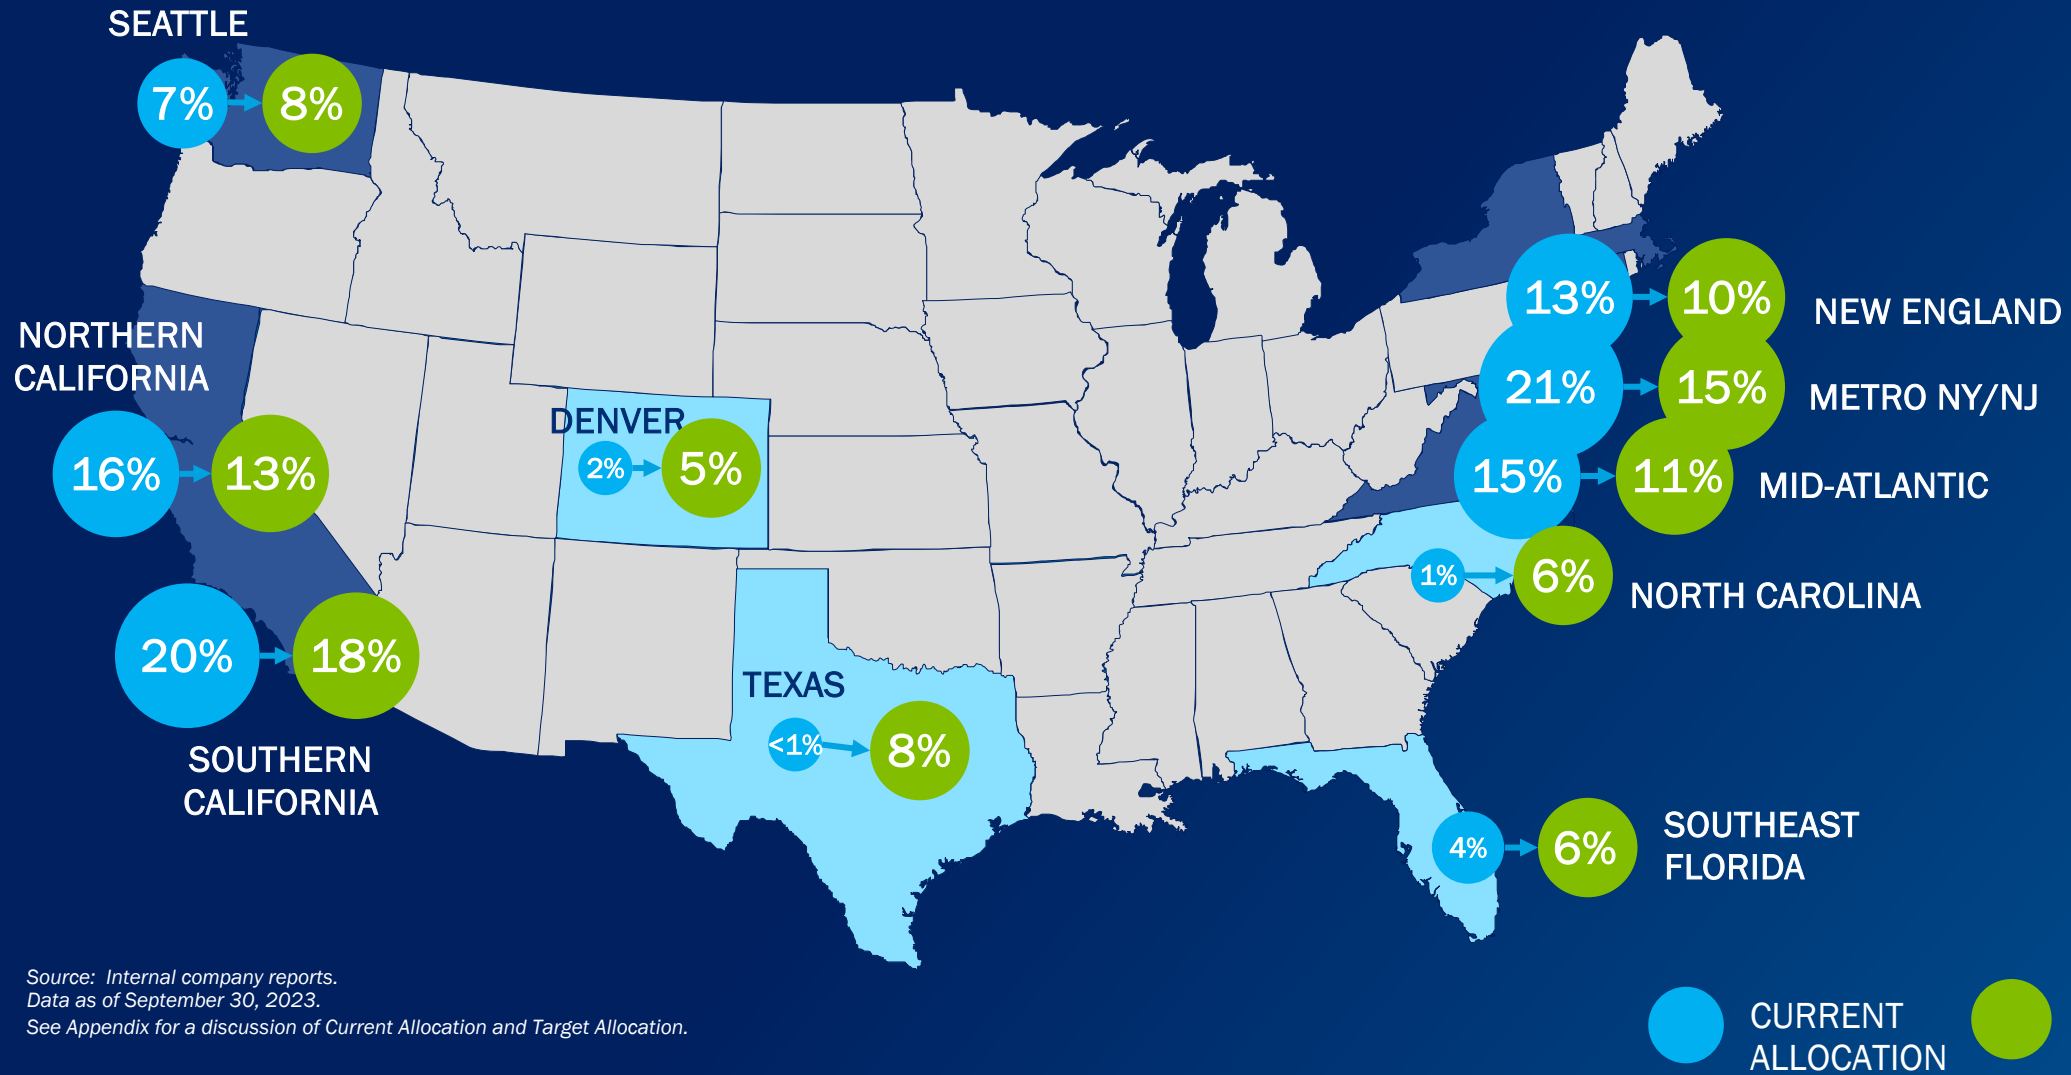 SEATTLE
7%
8%
NORTHERN
CALIFORNIA
16%
13%
20%
18%
SOUTHERN
CALIFORNIA
DENVER
2%
5%
TEXAS
<1%
8%
13%
10%
NEW ENGLAND
21%
15%
METRO NY/NJ
15%
11%
MID-ATLANTIC
1%
6%
NORTH CAROLINA
4%
6%
SOUTHEAST
FLORIDA
Source:  Internal company reports.
Data as of September 30, 2023.
See Appendix for a discussion of Current Allocation and Target Allocation.
CURRENT
ALLOCATION